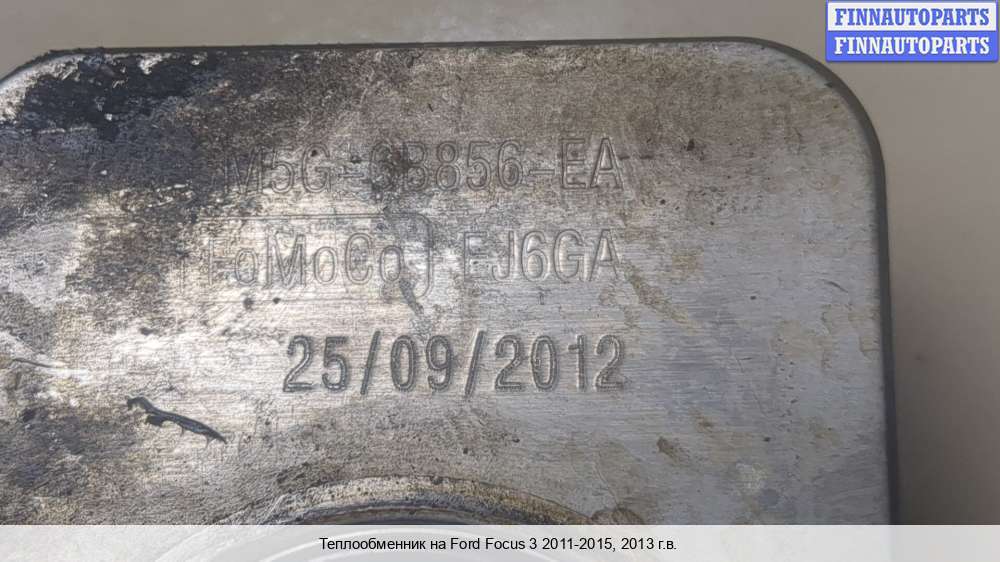 FINNAUTOPARTS
FINNAUTOPARTS
M5G-6B856-EA
FoMoCo EJ6GA
25/09/2012
Теплообменник на Ford Focus 3 2011-2015, 2013 г.в.